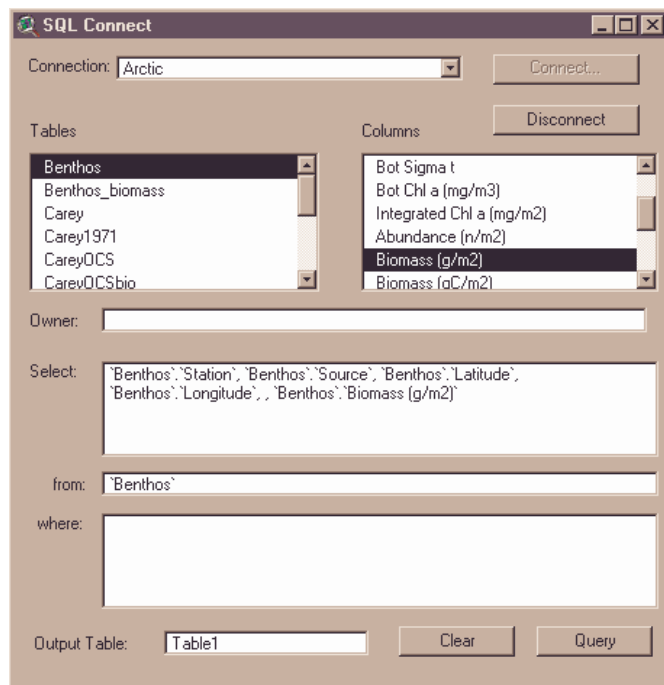 SQL Connect
Connection: Arctic
Connect...
Disconnect
Tables
Columns
Benthos
Benthos_biomass
Carey
Carey1971
CareyOCS
CareyOCSbio
Bot Sigma t
Bot Chl a (mg/m3)
Integrated Chl a (mg/m2)
Abundance (n/m2)
Biomass (g/m2)
Biomass (gC/m2)
Owner:
Select: `Benthos`.`Station`, `Benthos`.`Source`, `Benthos`.`Latitude`,
`Benthos`.`Longitude`, , `Benthos`.`Biomass (g/m2)`
from: `Benthos`
where:
Output Table: Table1
Clear
Query